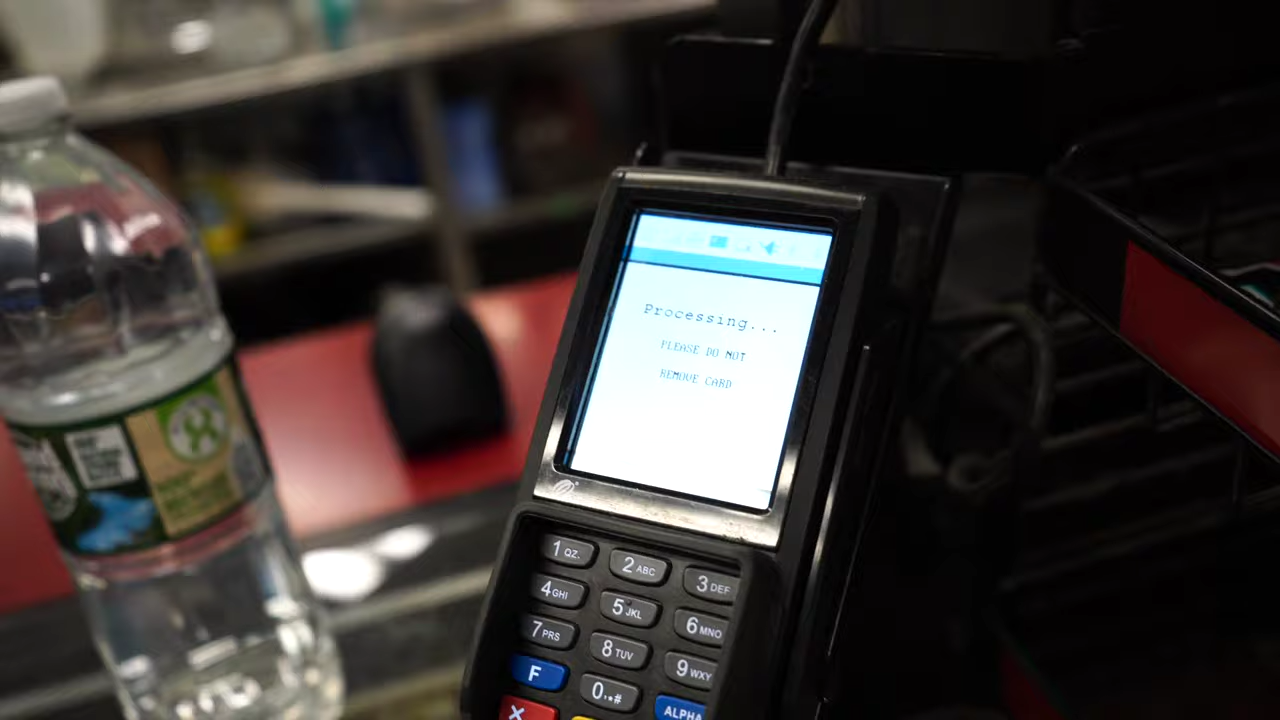 Processing...
PLEASE DO NOT
REMOVE CARD
1 QZ.
2 ABC
3 DEF
4 GHI
5 JKL
6 MNO
7 PRS
8 TUV
9 WXY
F
0,.*#
ALPHA